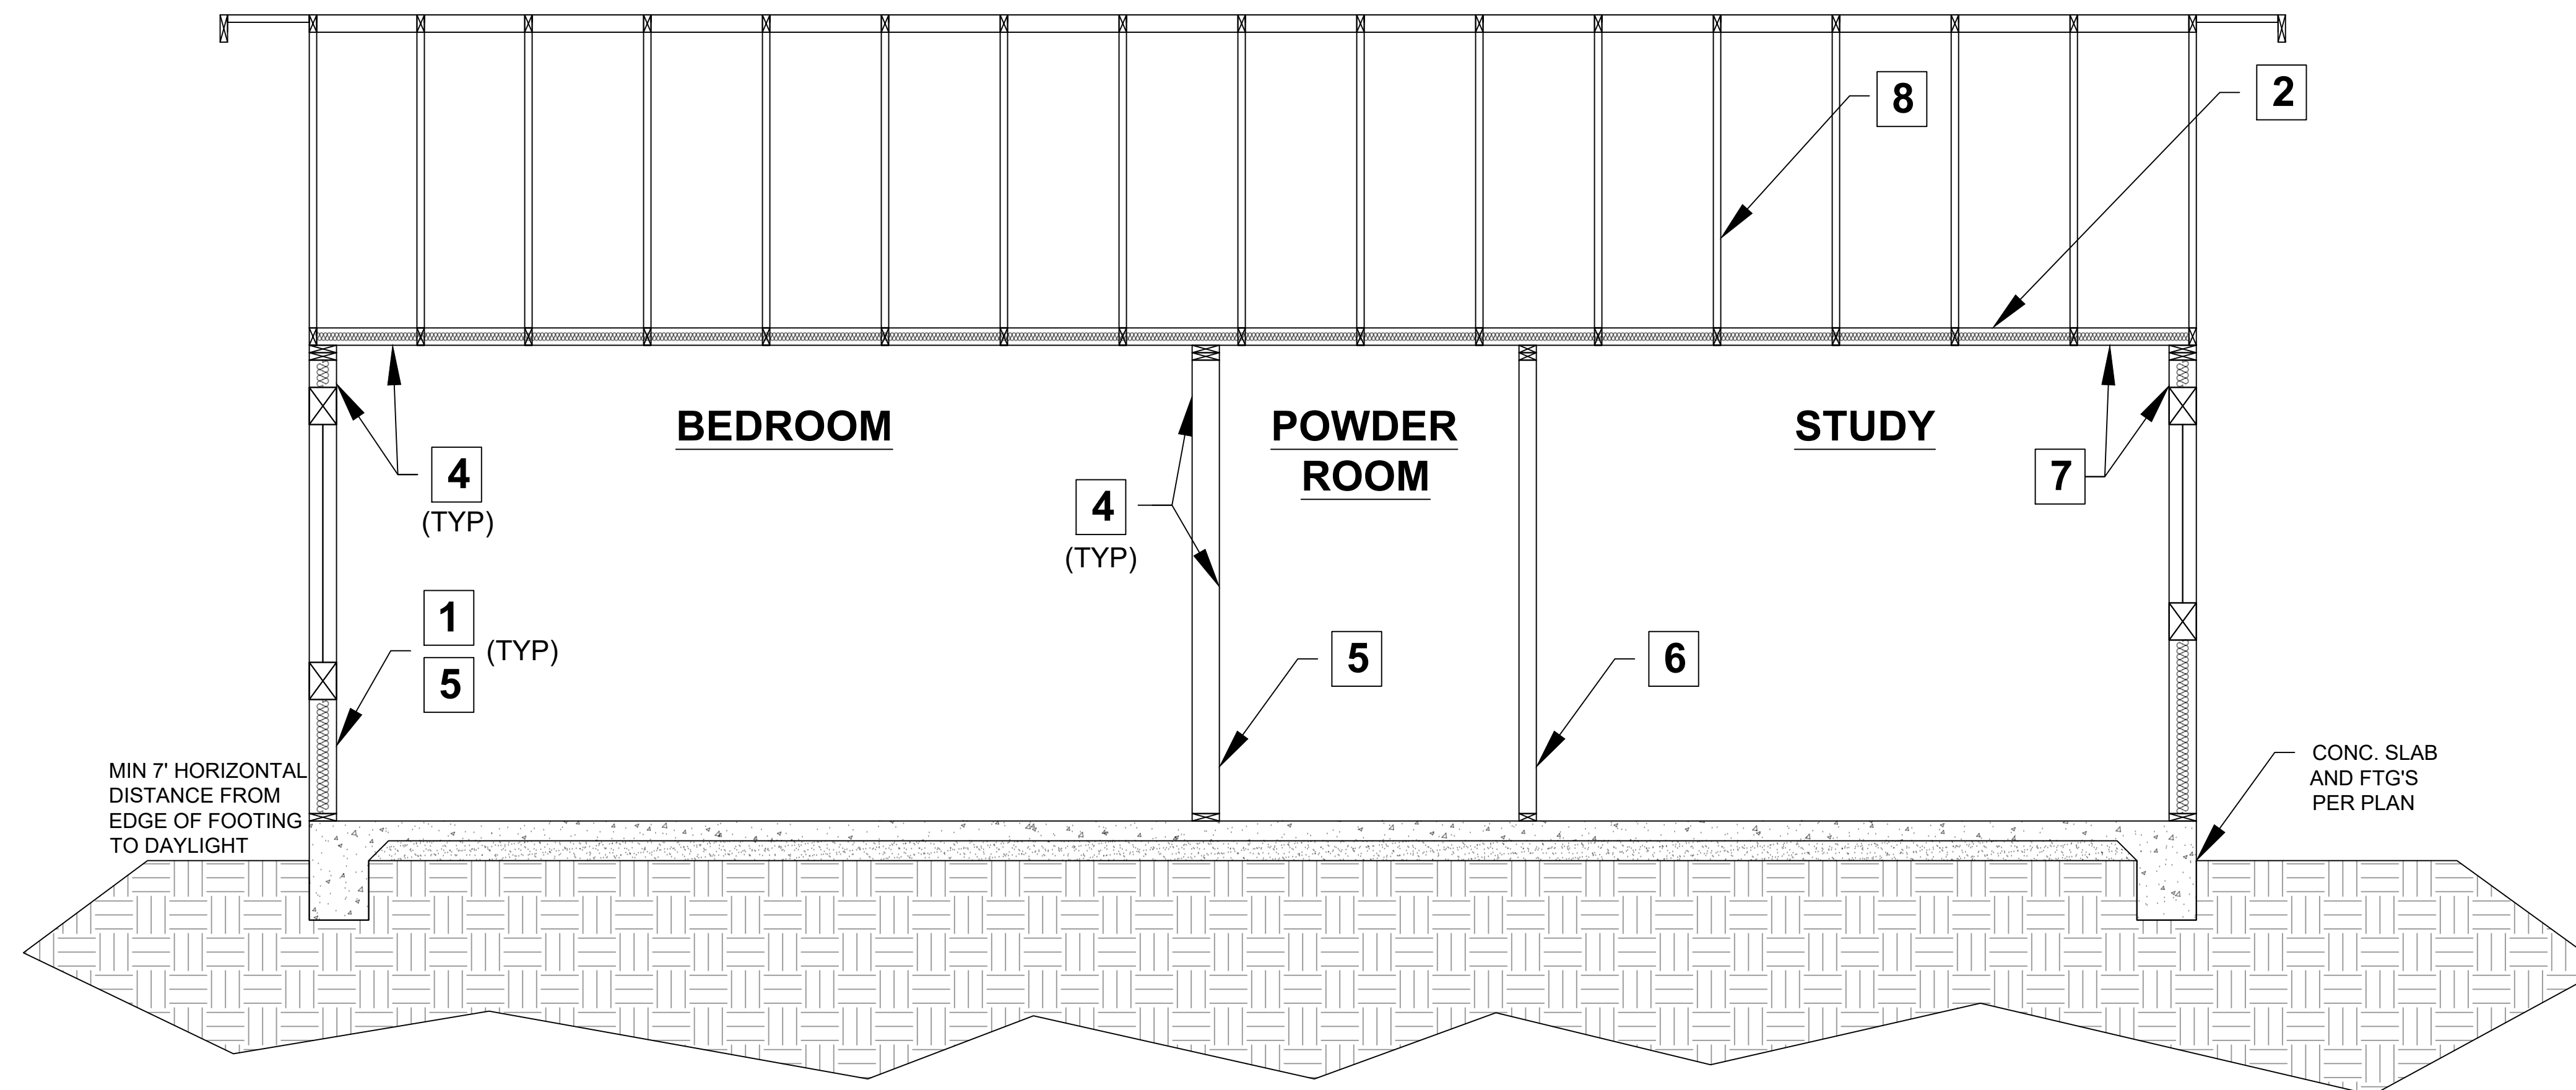 8
2
BEDROOM
POWDER
ROOM
STUDY
4
(TYP)
4
(TYP)
7
1
(TYP)
5
5
6
MIN 7' HORIZONTAL
DISTANCE FROM
EDGE OF FOOTING
TO DAYLIGHT
CONC. SLAB
AND FTG'S
PER PLAN